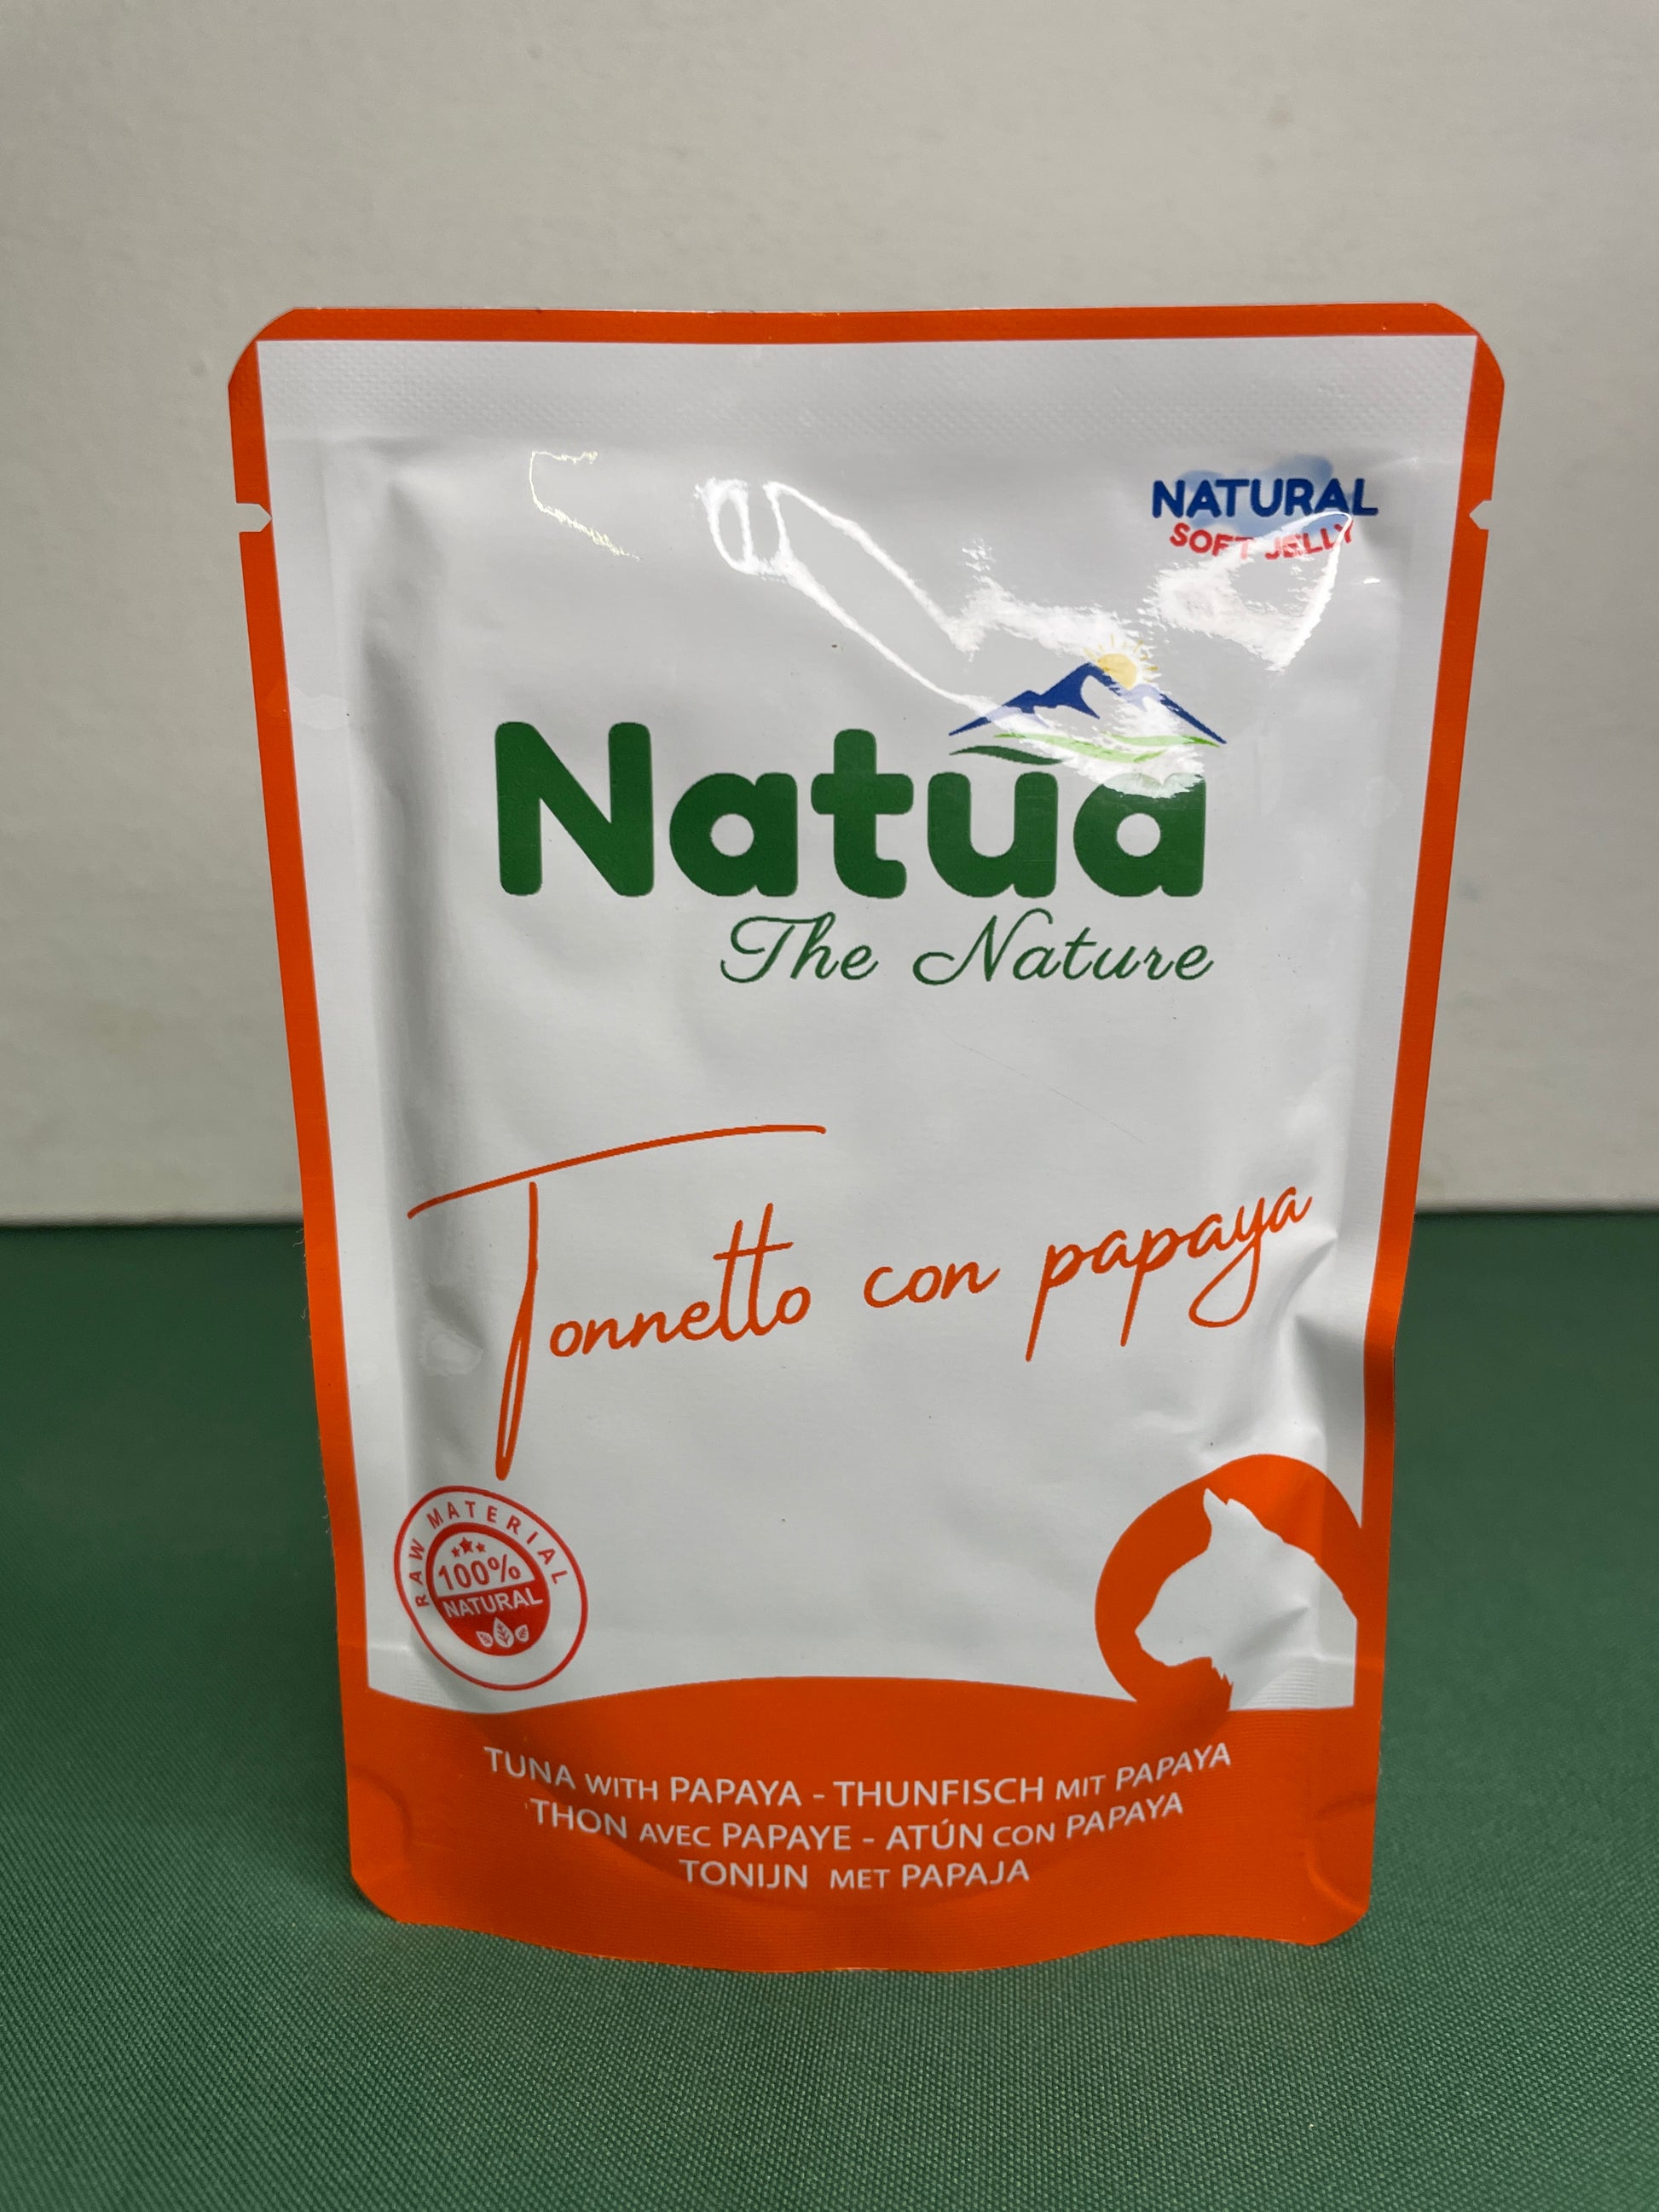 NATURAL
SOFT JELLY
Natua
The Nature
Tonnetto con papaya
RAW MATERIAL
100%
NATURAL
TUNA WITH PAPAYA - THUNFISCH MIT PAPAYA
THON AVEC PAPAYE - ATÚN CON PAPAYA
TONIJN MET PAPAJA